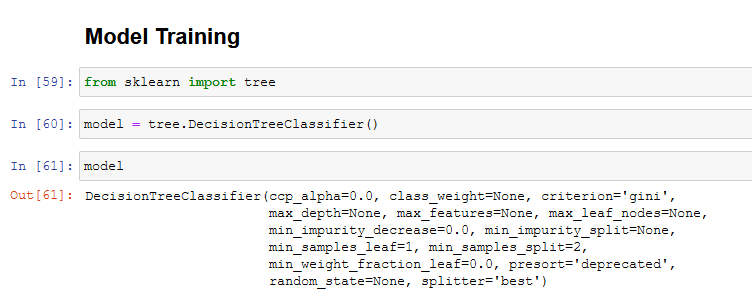 Model Training
In [59]: from sklearn import tree
In [60]: model = tree.DecisionTreeClassifier()
In [61]: model
Out[61]: DecisionTreeClassifier(ccp_alpha=0.0, class_weight=None, criterion='gini',
max_depth=None, max_features=None, max_leaf_nodes=None,
min_impurity_decrease=0.0, min_impurity_split=None,
min_samples_leaf=1, min_samples_split=2,
min_weight_fraction_leaf=0.0, presort='deprecated',
random_state=None, splitter='best')